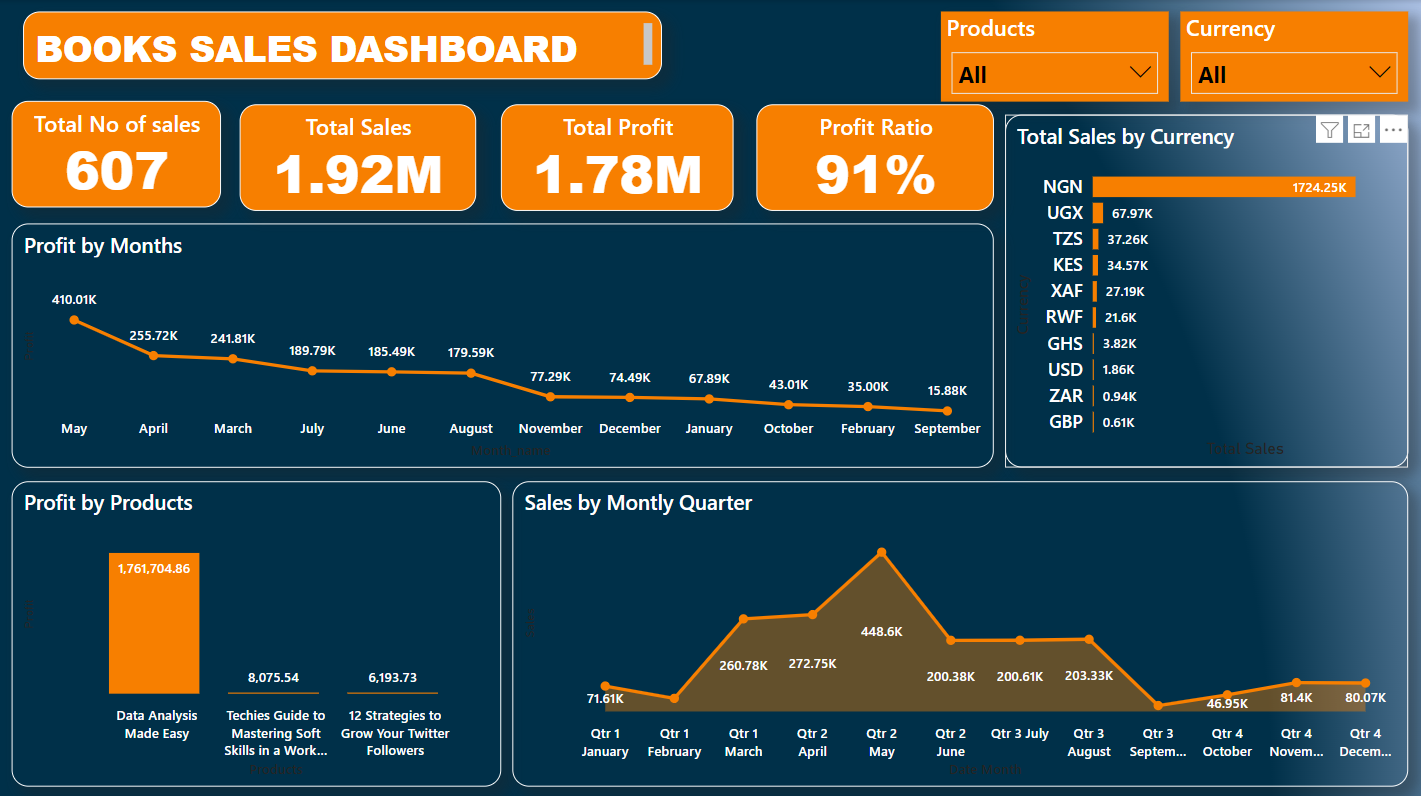 BOOKS SALES DASHBOARD
Products
All
Currency
All
Total No of sales
607
Total Sales
1.92M
Total Profit
1.78M
Profit Ratio
91%
Total Sales by Currency
NGN 1724.25K
UGX 67.97K
TZS 37.26K
KES 34.57K
XAF 27.19K
RWF 21.6K
GHS 3.82K
USD 1.86K
ZAR 0.94K
GBP 0.61K
Total Sales
Profit by Months
410.01K
255.72K
241.81K
189.79K
185.49K
179.59K
77.29K
74.49K
67.89K
43.01K
35.00K
15.88K
May April March July June August November December January October February September
Profit by Products
1,761,704.86
8,075.54
6,193.73
Data Analysis
Made Easy
Techies Guide to
Mastering Soft
Skills in a Work...
12 Strategies to
Grow Your Twitter
Followers
Products
Sales by Montly Quarter
71.61K
260.78K
272.75K
448.6K
200.38K
200.61K
203.33K
46.95K
81.4K
80.07K
Qtr 1
January
Qtr 1
February
Qtr 1
March
Qtr 2
April
Qtr 2
May
Qtr 2
June
Qtr 3 July
Qtr 3
August
Qtr 3
Septem...
Qtr 4
October
Qtr 4
Novem...
Qtr 4
Decem...